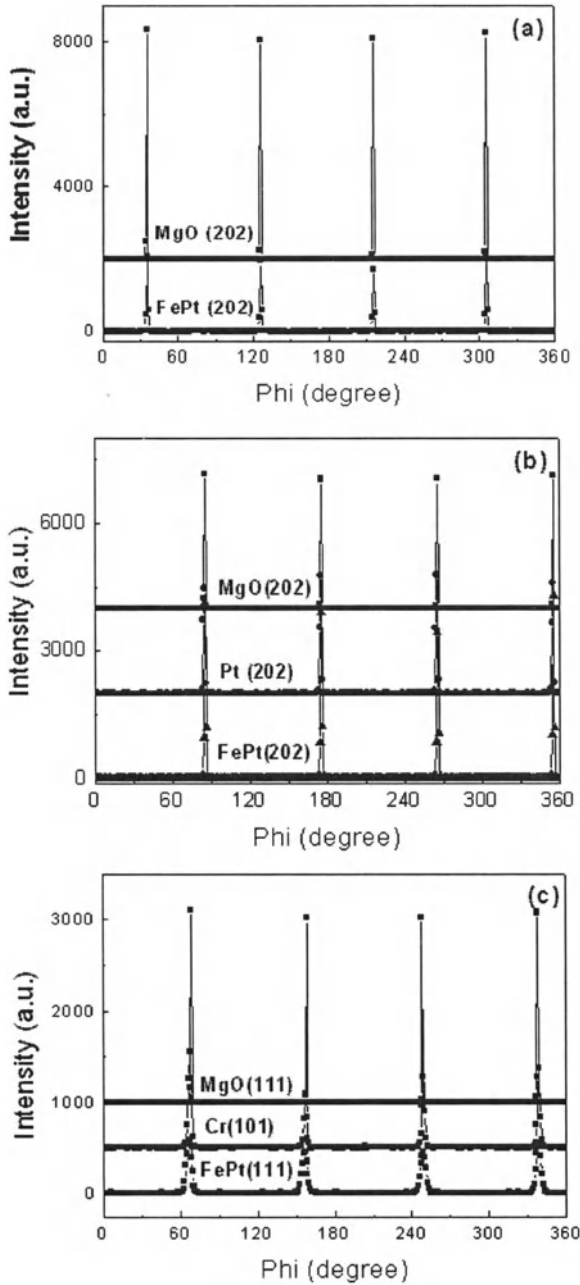 (a)
Intensity (a.u.)
8000
4000
0
MgO (202)
FePt (202)
0 60 120 180 240 300 360
Phi (degree)
(b)
Intensity (a.u.)
6000
3000
0
MgO(202)
Pt (202)
FePt(202)
0 60 120 180 240 300 360
Phi (degree)
(c)
Intensity (a.u.)
3000
2000
1000
0
MgO(111)
Cr(101)
FePt(111)
0 60 120 180 240 300 360
Phi (degree)